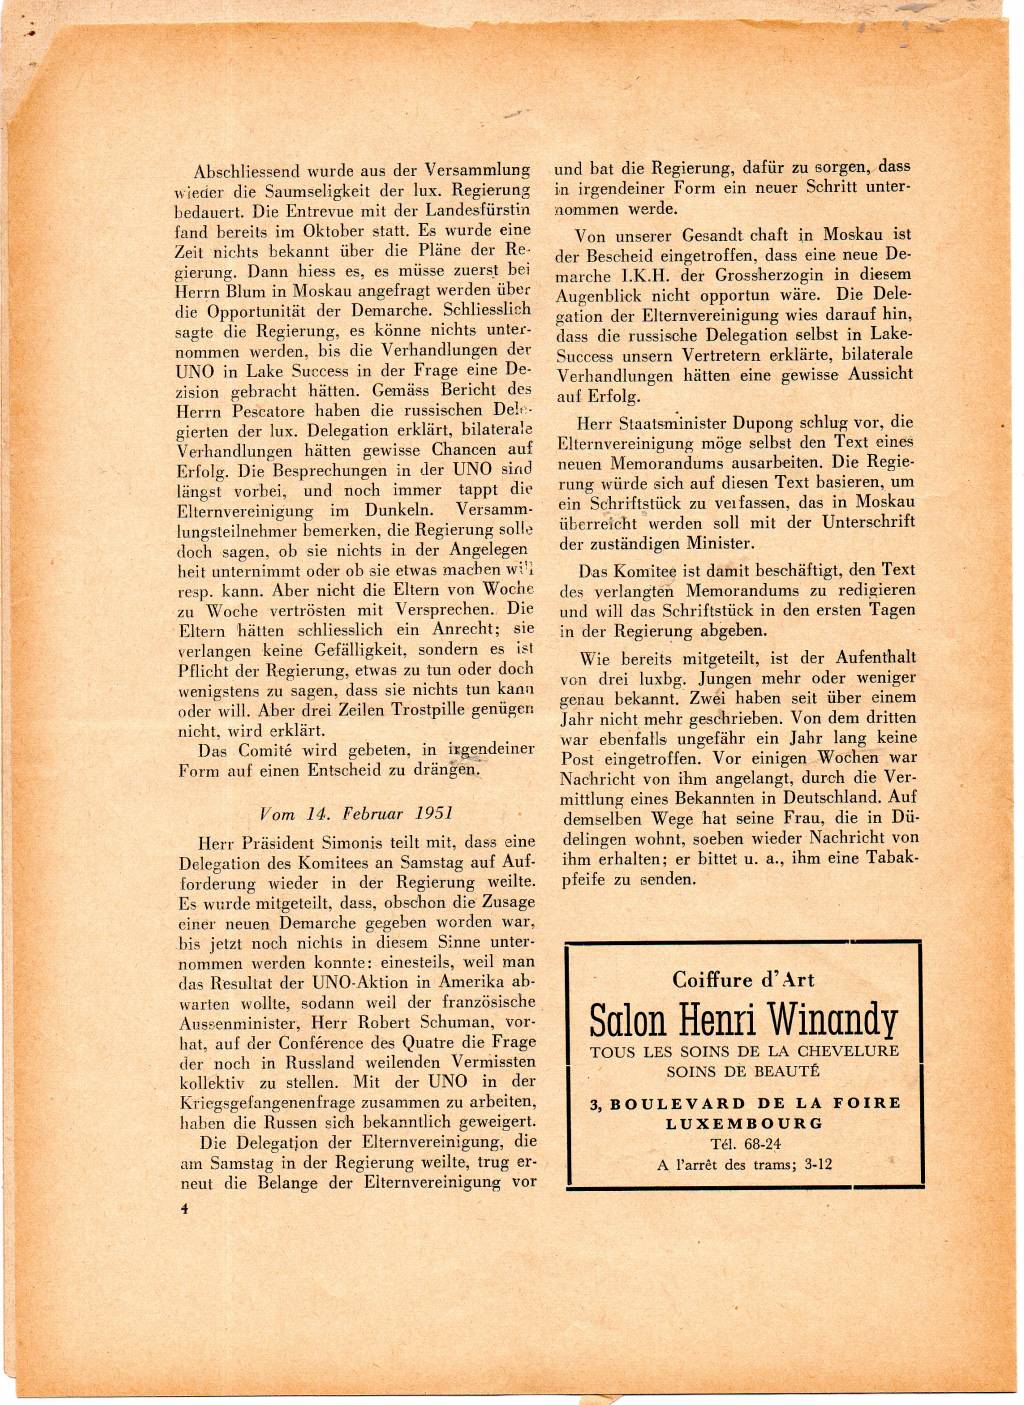 Abschliessend wurde aus der Versammlung
wieder die Saumseligkeit der lux. Regierung
bedauert. Die Entrevue mit der Landesfürstin
fand bereits im Oktober statt. Es wurde eine
Zeit nichts bekannt über die Pläne der Re-
gierung. Dann hiess es, es müsse zuerst bei
Herrn Blum in Moskau angefragt werden über
die Opportunität der Demarche. Schliesslich
sagte die Regierung, es könne nichts unter-
nommen werden, bis die Verhandlungen der
UNO in Lake Success in der Frage eine De-
zision gebracht hätten. Gemäss Bericht des
Herrn Pescatore haben die russischen Dele-
gierten der lux. Delegation erklärt, bilaterale
Verhandlungen hätten gewisse Chancen auf
Erfolg. Die Besprechungen in der UNO sind
längst vorbei, und noch immer tappt die
Elternvereinigung im Dunkeln. Versamm-
lungsteilnehmer bemerken, die Regierung solle
doch sagen, ob sie nichts in der Angelegen
heit unternimmt oder ob sie etwas machen will
resp. kann. Aber nicht die Eltern von Woche
zu Woche vertrösten mit Versprechen. Die
Eltern hätten schliesslich ein Anrecht; sie
verlangen keine Gefälligkeit, sondern es ist
Pflicht der Regierung, etwas zu tun oder doch
wenigstens zu sagen, dass sie nichts tun kann
oder will. Aber drei Zeilen Trostpille genügen
nicht, wird erklärt.
Das Comité wird gebeten, in irgendeiner
Form auf einen Entscheid zu drängen.
Vom 14. Februar 1951
Herr Präsident Simonis teilt mit, dass eine
Delegation des Komitees an Samstag auf Auf-
forderung wieder in der Regierung weilte.
Es wurde mitgeteilt, dass, obschon die Zusage
einer neuen Demarche gegeben worden war,
bis jetzt noch nichts in diesem Sinne unter-
nommen werden konnte: einesteils, weil man
das Resultat der UNO-Aktion in Amerika ab-
warten wollte, sodann weil der französische
Aussenminister, Herr Robert Schuman, vor-
hat, auf der Conférence des Quatre die Frage
der noch in Russland weilenden Vermissten
kollektiv zu stellen. Mit der UNO in der
Kriegsgefangenenfrage zusammen zu arbeiten,
haben die Russen sich bekanntlich geweigert.
Die Delegation der Elternvereinigung, die
am Samstag in der Regierung weilte, trug er-
neut die Belange der Elternvereinigung vor
4
und bat die Regierung, dafür zu sorgen, dass
in irgendeiner Form ein neuer Schritt unter-
nommen werde.
Von unserer Gesandt chaft in Moskau ist
der Bescheid eingetroffen, dass eine neue De-
marche I.K.H. der Grossherzogin in diesem
Augenblick nicht opportun wäre. Die Dele-
gation der Elternvereinigung wies darauf hin,
dass die russische Delegation selbst in Lake-
Success unsern Vertretern erklärte, bilaterale
Verhandlungen hätten eine gewisse Aussicht
auf Erfolg.
Herr Staatsminister Dupong schlug vor, die
Elternvereinigung möge selbst den Text eines
neuen Memorandums ausarbeiten. Die Regie-
rung würde sich auf diesen Text basieren, um
ein Schriftstück zu verfassen, das in Moskau
überreicht werden soll mit der Unterschrift
der zuständigen Minister.
Das Komitee ist damit beschäftigt, den Text
des verlangten Memorandums zu redigieren
und will das Schriftstück in den ersten Tagen
in der Regierung abgeben.
Wie bereits mitgeteilt, ist der Aufenthalt
von drei luxbg. Jungen mehr oder weniger
genau bekannt. Zwei haben seit über einem
Jahr nicht mehr geschrieben. Von dem dritten
war ebenfalls ungefähr ein Jahr lang keine
Post eingetroffen. Vor einigen Wochen war
Nachricht von ihm angelangt, durch die Ver-
mittlung eines Bekannten in Deutschland. Auf
demselben Wege hat seine Frau, die in Dü-
delingen wohnt, soeben wieder Nachricht von
ihm erhalten; er bittet u. a., ihm eine Tabak-
pfeife zu senden.
Coiffure d'Art
Salon Henri Winandy
TOUS LES SOINS DE LA CHEVELURE
SOINS DE BEAUTÉ
3, BOULEVARD DE LA FOIRE
LUXEMBOURG
Tél. 68-24
A l'arrêt des trams; 3-12